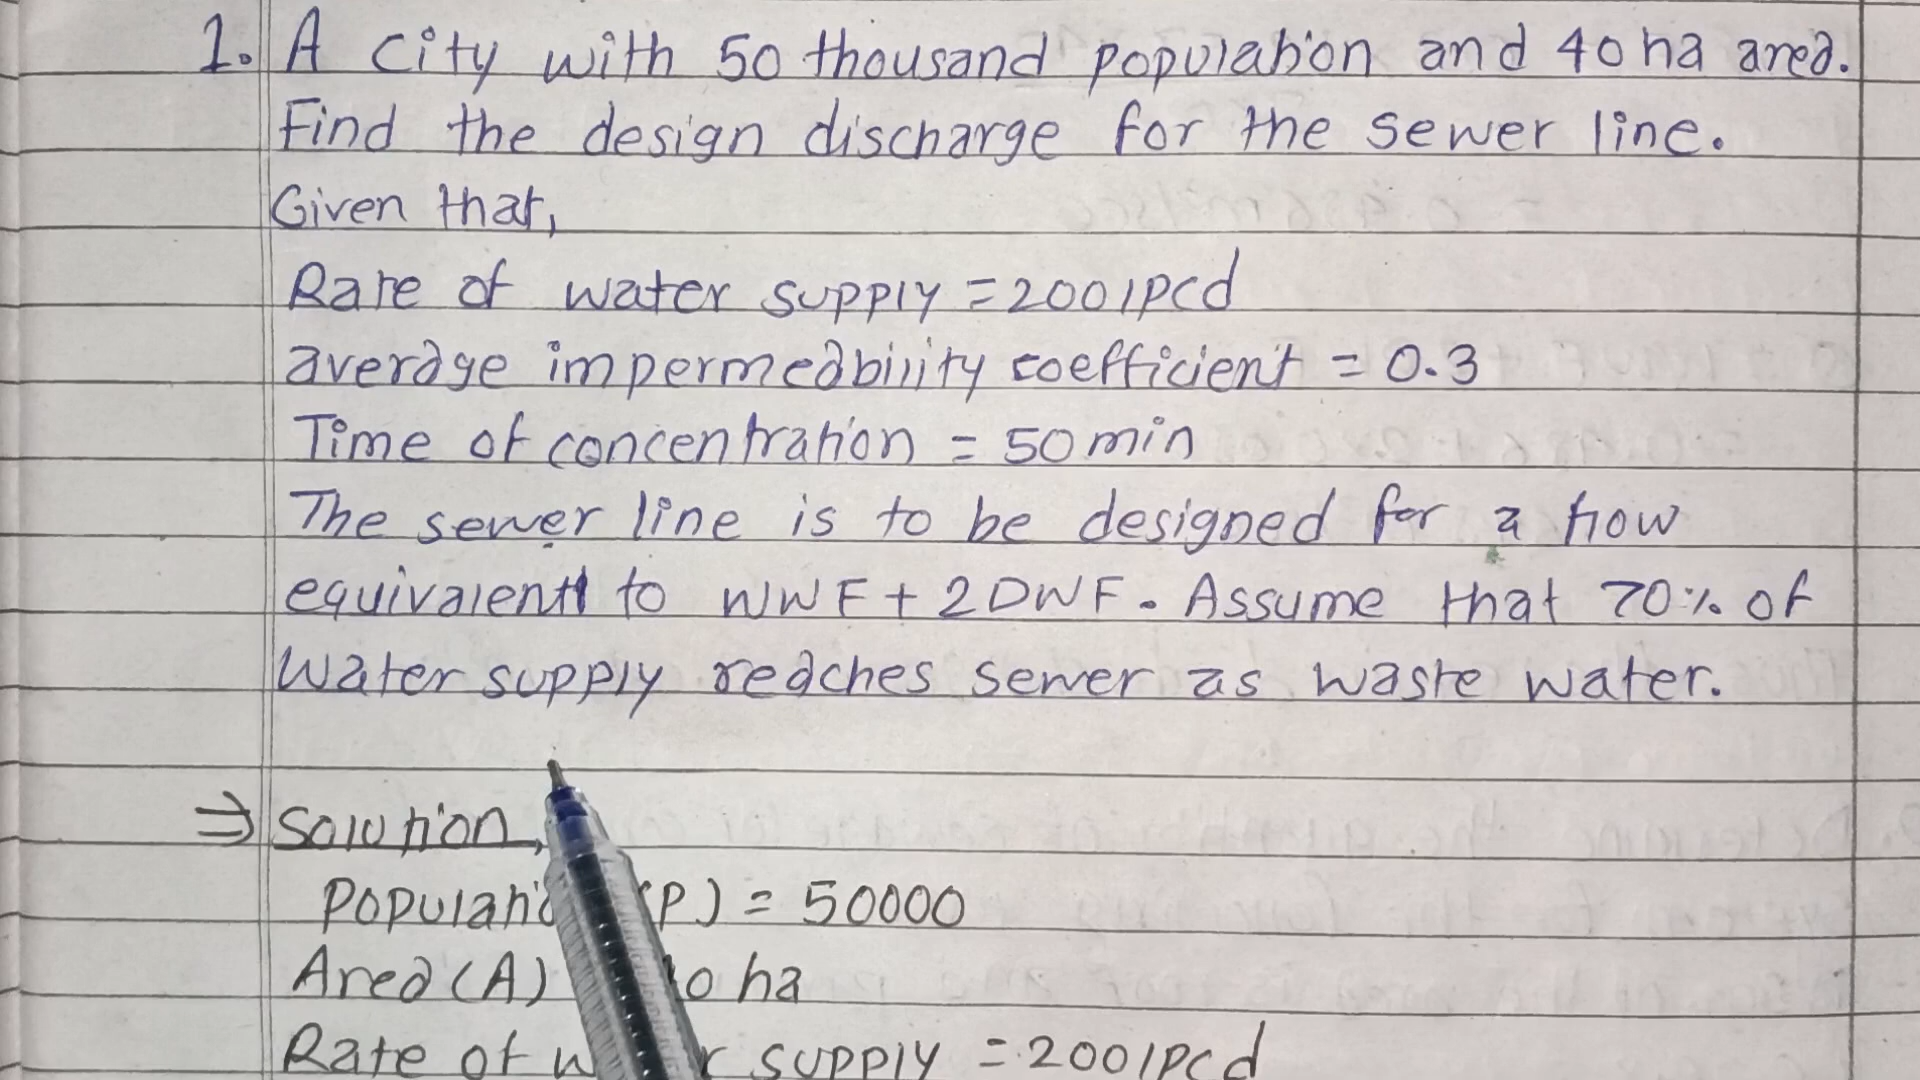 1. A city with 50 thousand population and 40 ha area.
Find the design discharge for the sewer line.
Given that,
Rate of water supply = 200 lpcd
average impermeability coefficient = 0.3
Time of concentration = 50 min
The sewer line is to be designed for a flow
equivalent to WWF + 2DWF. Assume that 70% of
Water supply reaches sewer as waste water.
⇒ Solution,
Populatio (P) = 50000
Area (A) 40 ha
Rate of w r supply = 200 lpcd